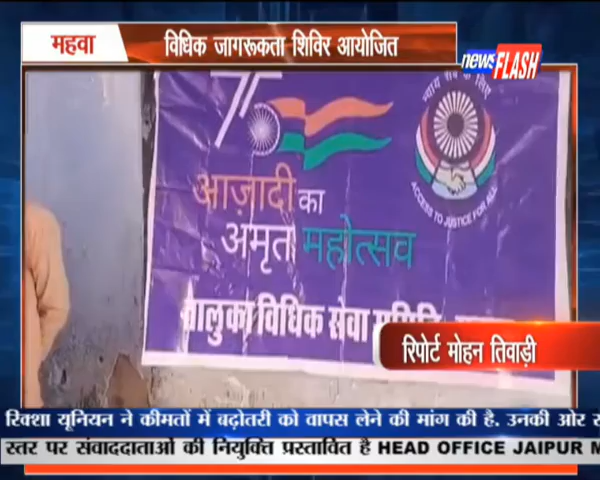 महवा
विधिक जागरूकता शिविर आयोजित
news FLASH
75
न्याय सब के लिए
ACCESS TO JUSTICE FOR ALL
आज़ादी का
अमृत महोत्सव
तालुका विधिक सेवा
रिपोर्ट मोहन तिवाड़ी
रिक्शा यूनियन ने कीमतों में बढ़ोतरी को वापस लेने की मांग की है. उनकी ओर
स्तर पर संवाददाताओं की नियुक्ति प्रस्तावित है HEAD OFFICE JAIPUR